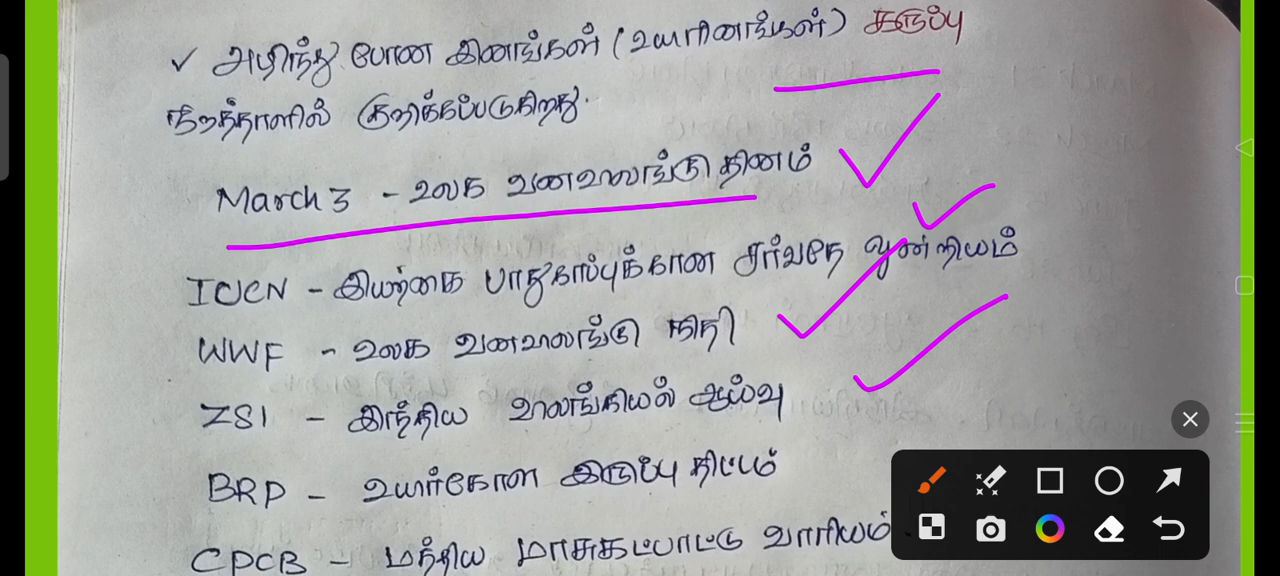 ✓ அழிந்து போன இனங்கள் (உயிரினங்கள்) கருப்பு
நிறத்தாளில் குறிக்கப்படுகிறது.
March 3 - உலக வனவிலங்கு தினம்
IUCN - இயற்கை பாதுகாப்புக்கான சர்வதே ஒன்றியம்
WWF - உலக வனவிலங்கு நிதி
ZSI - இந்திய விலங்கியல் ஆய்வு
BRP - உயிர்கோள இருப்பு திட்டம்
CPCB - மத்திய மாசுகட்பாட்டு வாரியம்